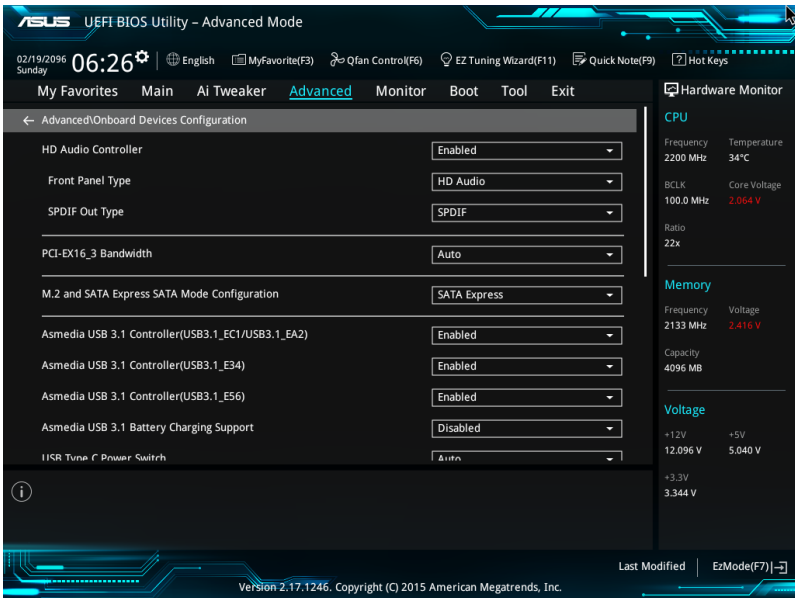 ASUS UEFI BIOS Utility – Advanced Mode
02/19/2096
Sunday
06:26
English
MyFavorite(F3)
Qfan Control(F6)
EZ Tuning Wizard(F11)
Quick Note(F9)
? Hot Keys
My Favorites Main Ai Tweaker Advanced Monitor Boot Tool Exit
← Advanced\Onboard Devices Configuration
HD Audio Controller Enabled
Front Panel Type HD Audio
SPDIF Out Type SPDIF
PCI-EX16_3 Bandwidth Auto
M.2 and SATA Express SATA Mode Configuration SATA Express
Asmedia USB 3.1 Controller(USB3.1_EC1/USB3.1_EA2) Enabled
Asmedia USB 3.1 Controller(USB3.1_E34) Enabled
Asmedia USB 3.1 Controller(USB3.1_E56) Enabled
Asmedia USB 3.1 Battery Charging Support Disabled
USB Type C Power Switch Auto
Hardware Monitor
CPU
Frequency Temperature
2200 MHz 34°C
BCLK Core Voltage
100.0 MHz 2.064 V
Ratio
22x
Memory
Frequency Voltage
2133 MHz 2.416 V
Capacity
4096 MB
Voltage
+12V +5V
12.096 V 5.040 V
+3.3V
3.344 V
i
Last Modified EzMode(F7)
Version 2.17.1246. Copyright (C) 2015 American Megatrends, Inc.